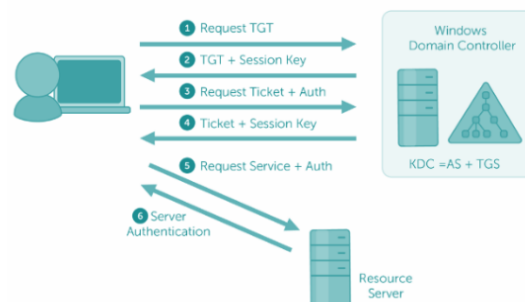 1 Request TGT
2 TGT + Session Key
3 Request Ticket + Auth
4 Ticket + Session Key
5 Request Service + Auth
6 Server
Authentication
Windows
Domain Controller
KDC =AS + TGS
Resource
Server